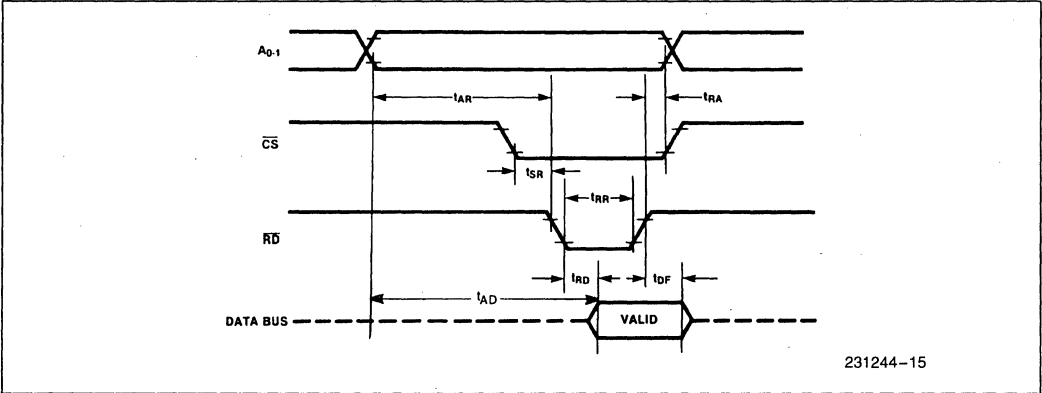 A0-1
tAR
tRA
CS
tSR
tRR
RD
tRD
tDF
tAD
DATA BUS
VALID
231244-15